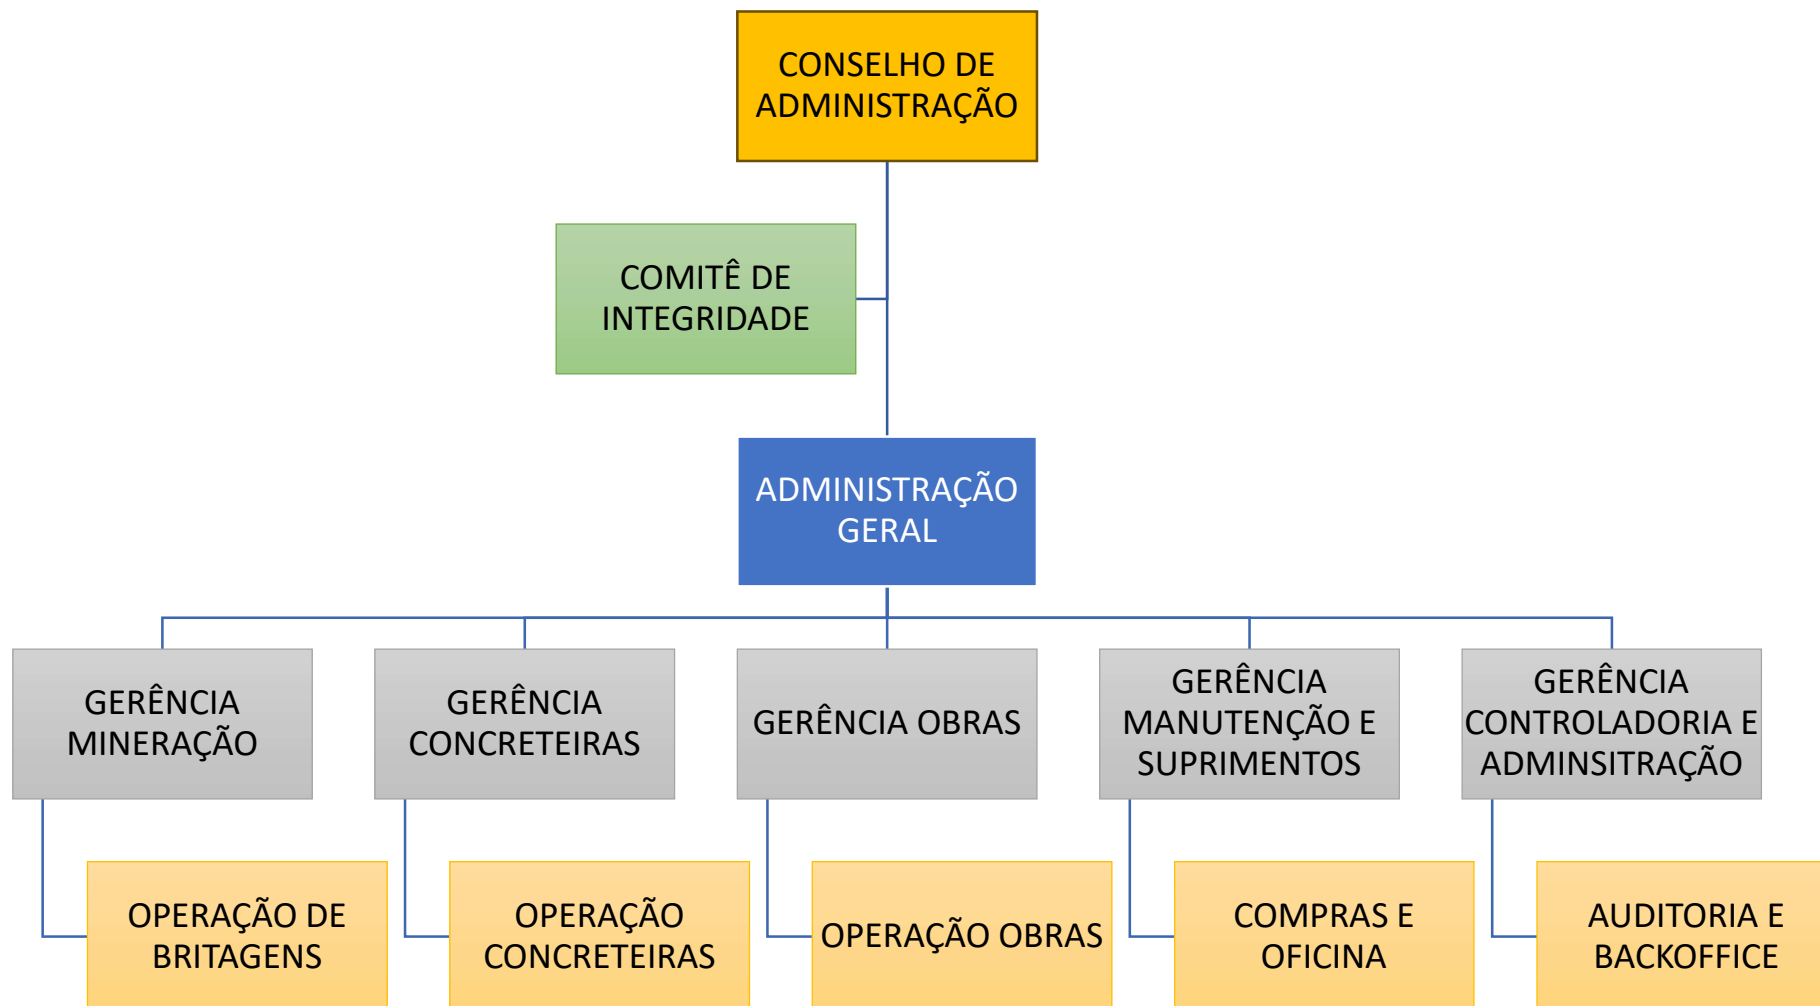 CONSELHO DE
ADMINISTRAÇÃO
COMITÊ DE
INTEGRIDADE
ADMINISTRAÇÃO
GERAL
GERÊNCIA
MINERAÇÃO
GERÊNCIA
CONCRETEIRAS
GERÊNCIA OBRAS
GERÊNCIA
MANUTENÇÃO E
SUPRIMENTOS
GERÊNCIA
CONTROLADORIA E
ADMINSITRAÇÃO
OPERAÇÃO DE
BRITAGENS
OPERAÇÃO
CONCRETEIRAS
OPERAÇÃO OBRAS
COMPRAS E
OFICINA
AUDITORIA E
BACKOFFICE